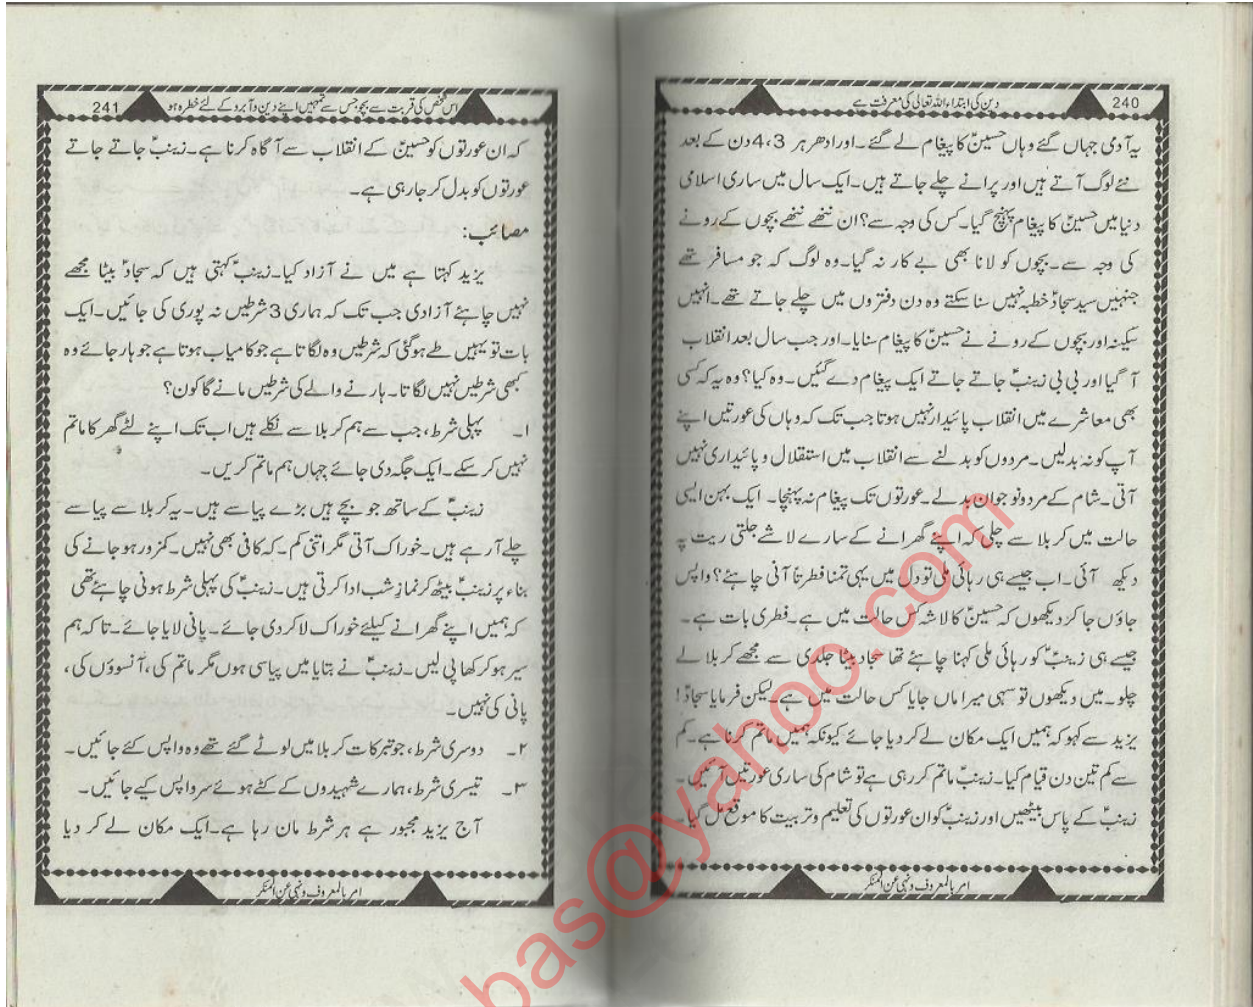 240
دین کی ابتداء اللہ تعالیٰ کی معرفت ہے
یہ آدمی جہاں گئے وہاں حسینؑ کا پیغام لے گئے۔ اور ادھر ہر 3،4 دن کے بعد
نئے لوگ آتے ہیں اور پرانے چلے جاتے ہیں۔ ایک سال میں ساری اسلامی
دنیا میں حسینؑ کا پیغام پہنچ گیا۔ کس کی وجہ سے؟ ان ننھے ننھے بچوں کے رونے
کی وجہ سے۔ بچوں کو لانا بھی بے کار نہ گیا۔ وہ لوگ کہ جو مسافر تھے
جنہیں سید سجادؑ خطبہ نہیں سنا سکتے وہ دن دفتروں میں چلے جاتے تھے۔ انہیں
سکینہ اور بچوں کے رونے نے حسینؑ کا پیغام سنایا۔ اور جب سال بعد انقلاب
آ گیا اور بی بی زینبؑ جاتے جاتے ایک پیغام دے گئیں۔ وہ کیا؟ وہ یہ کہ کسی
بھی معاشرے میں انقلاب پائیدار نہیں ہوتا جب تک کہ وہاں کی عورتیں اپنے
آپ کو نہ بدلیں۔ مردوں کو بدلنے سے انقلاب میں استقلال و پائیداری نہیں
آتی۔ شام کے مرد و نوجوان بدلے۔ عورتوں تک پیغام نہ پہنچا۔ ایک بہن ایسی
حالت میں کربلا سے چلی کہ اپنے گھرانے کے سارے لاشے جلتی ریت پہ
دیکھ آئی۔ اب جیسے ہی رہائی ملی تو دل میں یہی تمنا فطرتاً آنی چاہئے؟ واپس
جاؤں جا کر دیکھوں کہ حسینؑ کا لاشہ کس حالت میں ہے۔ فطری بات ہے۔
جیسے ہی زینبؑ کو رہائی ملی کہنا چاہئے تھا سجاد بیٹا جلدی سے مجھے کربلا لے
چلو۔ میں دیکھوں تو سہی میرا ماں جایا کس حالت میں ہے۔ لیکن فرمایا سجادؑ!
یزید سے کہو کہ ہمیں ایک مکان لے کر دیا جائے کیونکہ ہمیں ماتم کرنا ہے۔ کم
سے کم تین دن قیام کیا۔ زینبؑ ماتم کر رہی ہے تو شام کی ساری عورتیں آئیں۔
زینبؑ کے پاس بیٹھیں اور زینبؑ کو ان عورتوں کی تعلیم و تربیت کا موقع مل گیا۔
امر بالمعروف و نہی عن المنکر
اس شخص کی قربت سے بچو جس سے تمہیں اپنے دین و آبرو کے لئے خطرہ ہو
241
کہ ان عورتوں کو حسینؑ کے انقلاب سے آگاہ کرنا ہے۔ زینبؑ جاتے جاتے
عورتوں کو بدل کر جا رہی ہے۔
مصائب:
یزید کہتا ہے میں نے آزاد کیا۔ زینبؑ کہتی ہیں کہ سجادؑ بیٹا مجھے
نہیں چاہئے آزادی جب تک کہ ہماری 3 شرطیں نہ پوری کی جائیں۔ ایک
بات تو یہیں طے ہو گئی کہ شرطیں وہ لگاتا ہے جو کامیاب ہوتا ہے جو ہار جائے وہ
کبھی شرطیں نہیں لگاتا۔ ہارنے والے کی شرطیں مانے گا کون؟
۱۔ پہلی شرط، جب سے ہم کربلا سے نکلے ہیں اب تک اپنے لٹے گھر کا ماتم
نہیں کر سکے۔ ایک جگہ دی جائے جہاں ہم ماتم کریں۔
زینبؑ کے ساتھ جو بچے ہیں بڑے پیاسے ہیں۔ یہ کربلا سے پیاسے
چلے آ رہے ہیں۔ خوراک آتی مگر اتنی کم۔ کہ کافی بھی نہیں۔ کمزور ہو جانے کی
بناء پر زینبؑ بیٹھ کر نماز شب ادا کرتی ہیں۔ زینبؑ کی پہلی شرط ہونی چاہئے تھی
کہ ہمیں اپنے گھرانے کیلئے خوراک لا کر دی جائے۔ پانی لایا جائے۔ تا کہ ہم
سیر ہو کر کھا پی لیں۔ زینبؑ نے بتایا میں پیاسی ہوں مگر ماتم کی، آنسوؤں کی،
پانی کی نہیں۔
۲۔ دوسری شرط، جو تبرکات کربلا میں لوٹے گئے تھے وہ واپس کئے جائیں۔
۳۔ تیسری شرط، ہمارے شہیدوں کے کٹے ہوئے سر واپس کیے جائیں۔
آج یزید مجبور ہے ہر شرط مان رہا ہے۔ ایک مکان لے کر دیا
امر بالمعروف و نہی عن المنکر
bas@yahoo.com